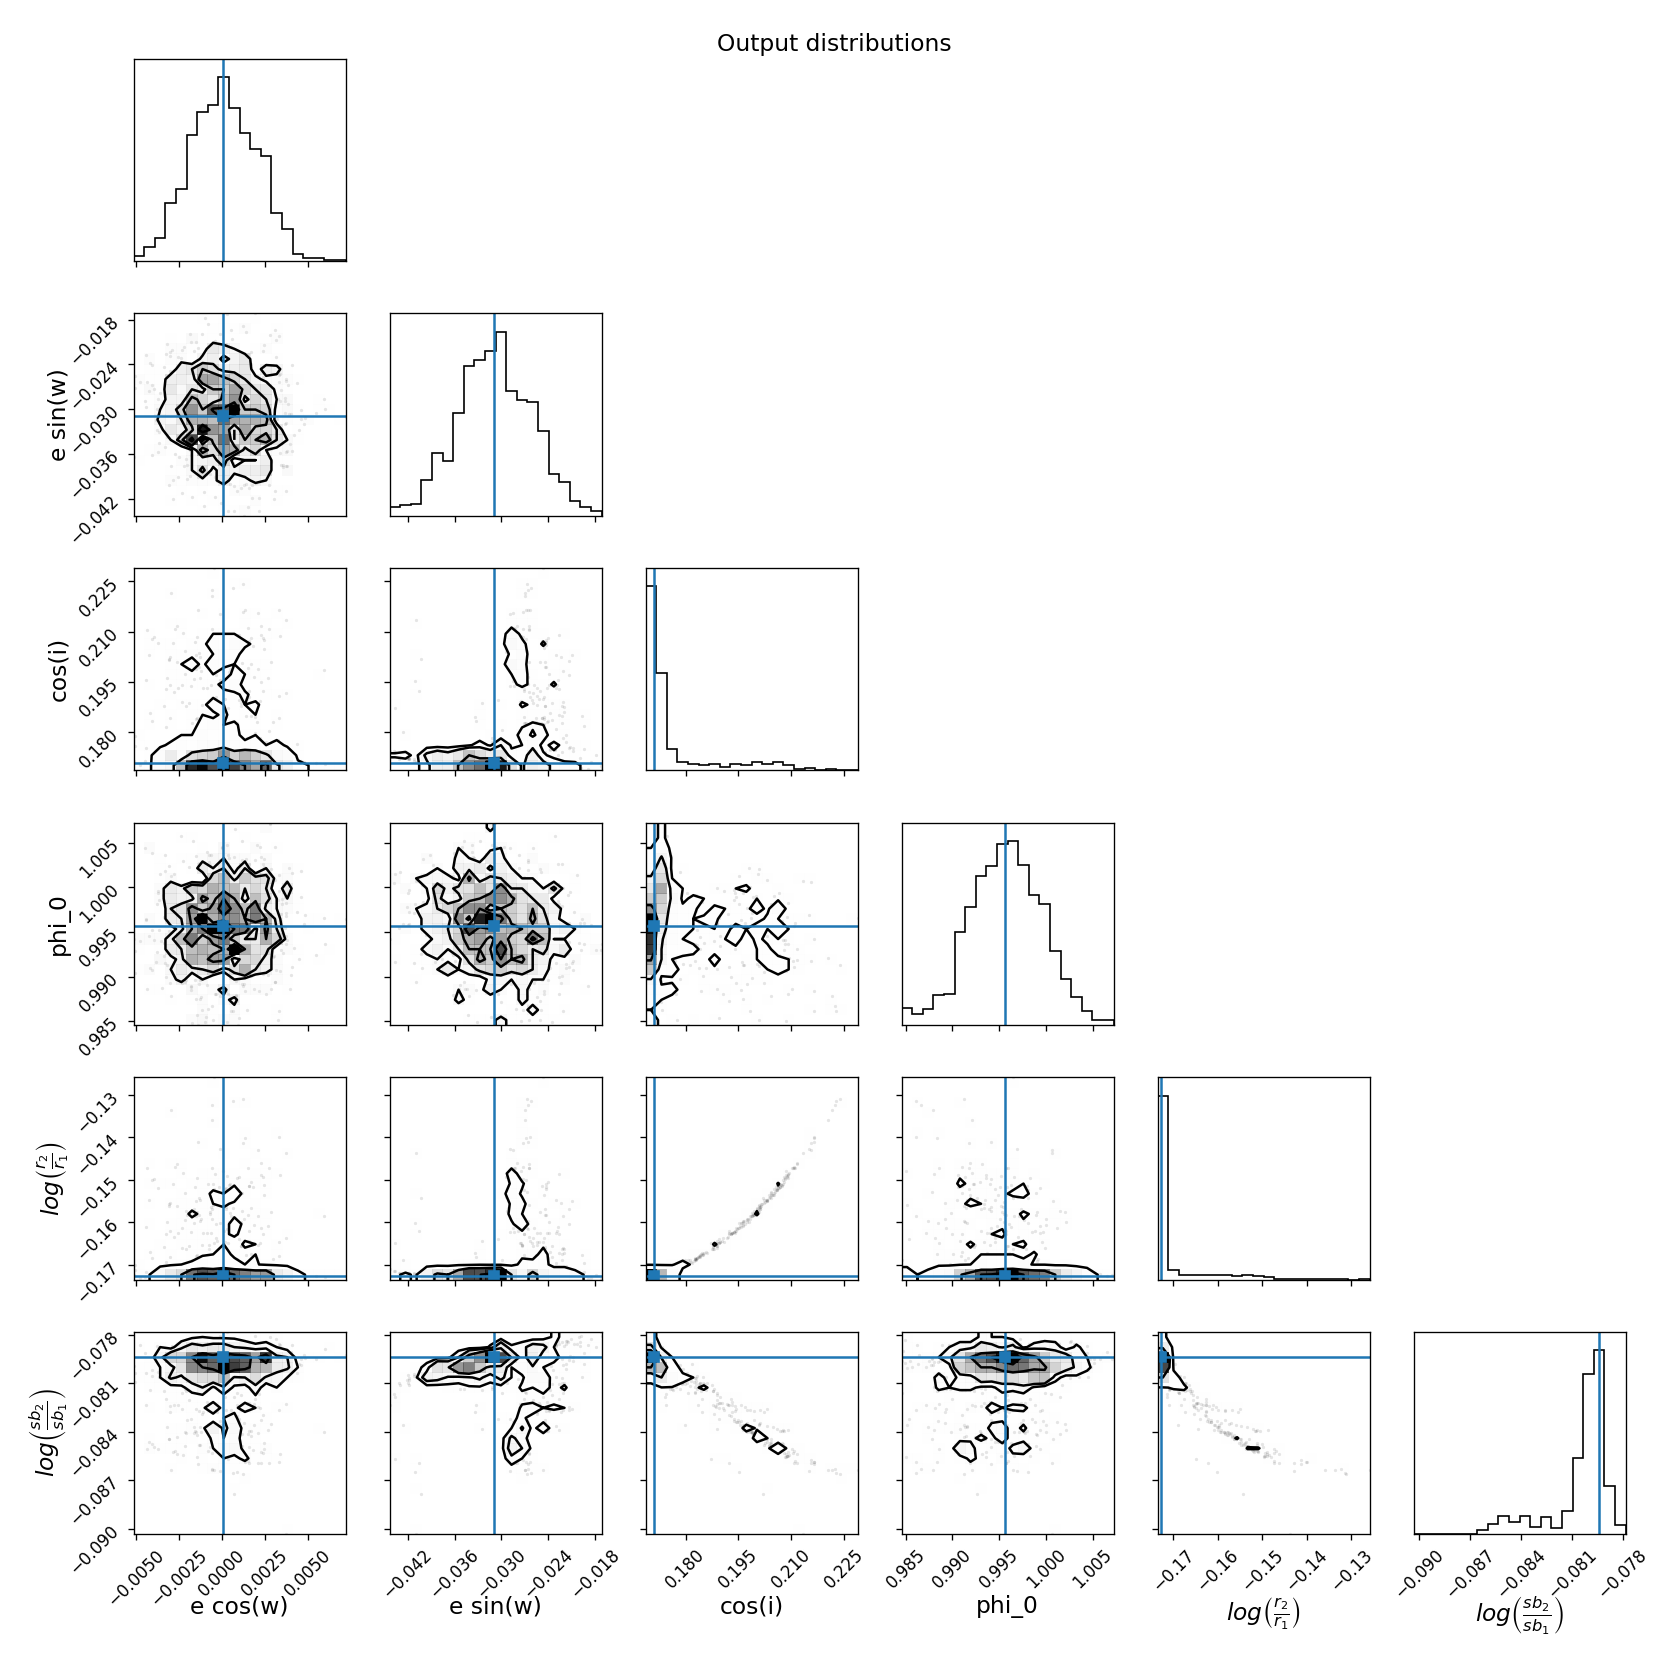 Output distributions
−0.018
−0.024
−0.030
−0.036
−0.042
e sin(w)
0.225
0.210
0.195
0.180
cos(i)
1.005
1.000
0.995
0.990
0.985
phi_0
−0.13
−0.14
−0.15
−0.16
−0.17
log(r2/r1)
−0.078
−0.081
−0.084
−0.087
−0.090
log(sb2/sb1)
−0.0050 −0.0025 0.0000 0.0025 0.0050
−0.042 −0.036 −0.030 −0.024 −0.018
0.180 0.195 0.210 0.225
0.985 0.990 0.995 1.000 1.005
−0.17 −0.16 −0.15 −0.14 −0.13
−0.090 −0.087 −0.084 −0.081 −0.078
e cos(w) e sin(w) cos(i) phi_0 log(r2/r1) log(sb2/sb1)